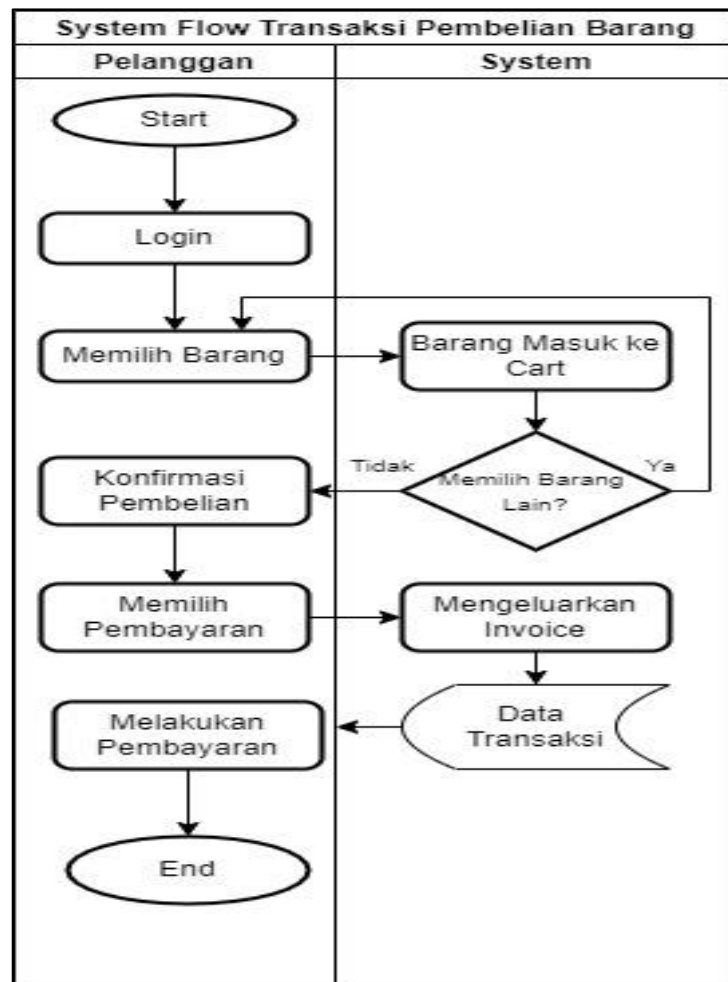 System Flow Transaksi Pembelian Barang
Pelanggan
System
Start
Login
Memilih Barang
Barang Masuk ke
Cart
Konfirmasi
Pembelian
Tidak
Memilih Barang
Lain?
Ya
Memilih
Pembayaran
Mengeluarkan
Invoice
Melakukan
Pembayaran
Data
Transaksi
End